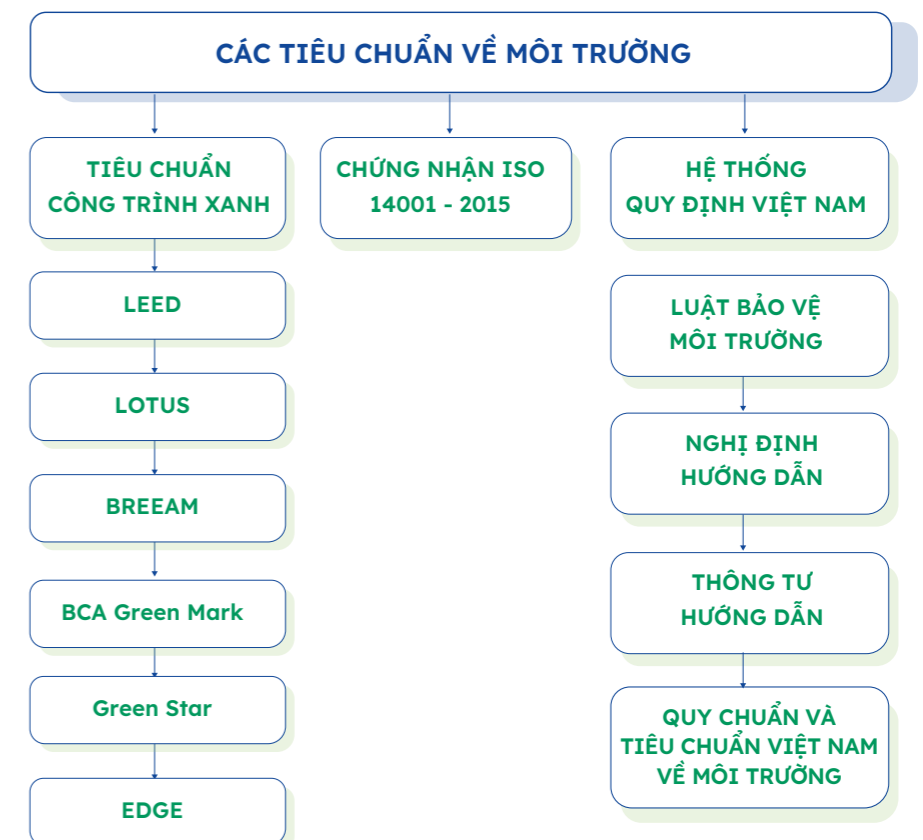 CÁC TIÊU CHUẨN VỀ MÔI TRƯỜNG
TIÊU CHUẨN
CÔNG TRÌNH XANH
LEED
LOTUS
BREEAM
BCA Green Mark
Green Star
EDGE
CHỨNG NHẬN ISO
14001 - 2015
HỆ THỐNG
QUY ĐỊNH VIỆT NAM
LUẬT BẢO VỆ
MÔI TRƯỜNG
NGHỊ ĐỊNH
HƯỚNG DẪN
THÔNG TƯ
HƯỚNG DẪN
QUY CHUẨN VÀ
TIÊU CHUẨN VIỆT NAM
VỀ MÔI TRƯỜNG